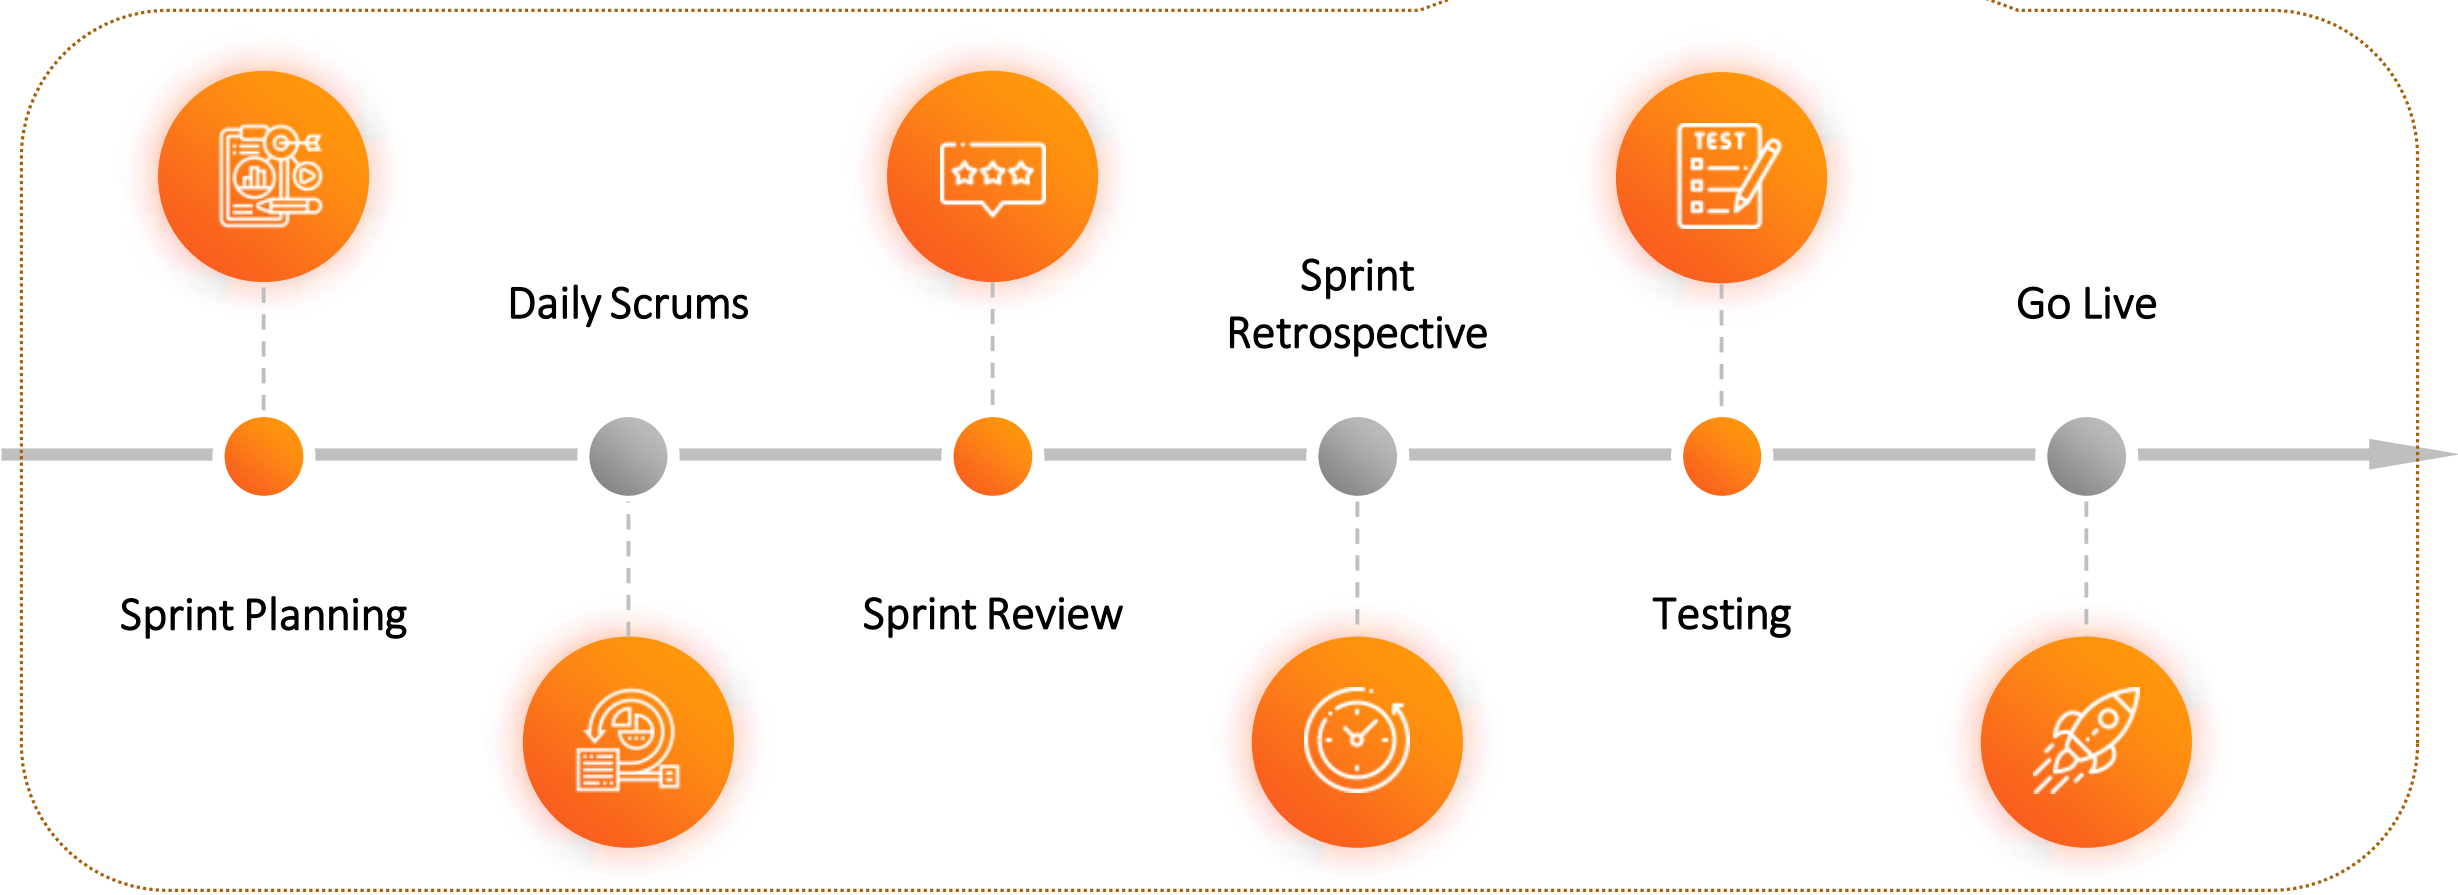 TEST
Daily Scrums
Sprint
Retrospective
Go Live
Sprint Planning
Sprint Review
Testing